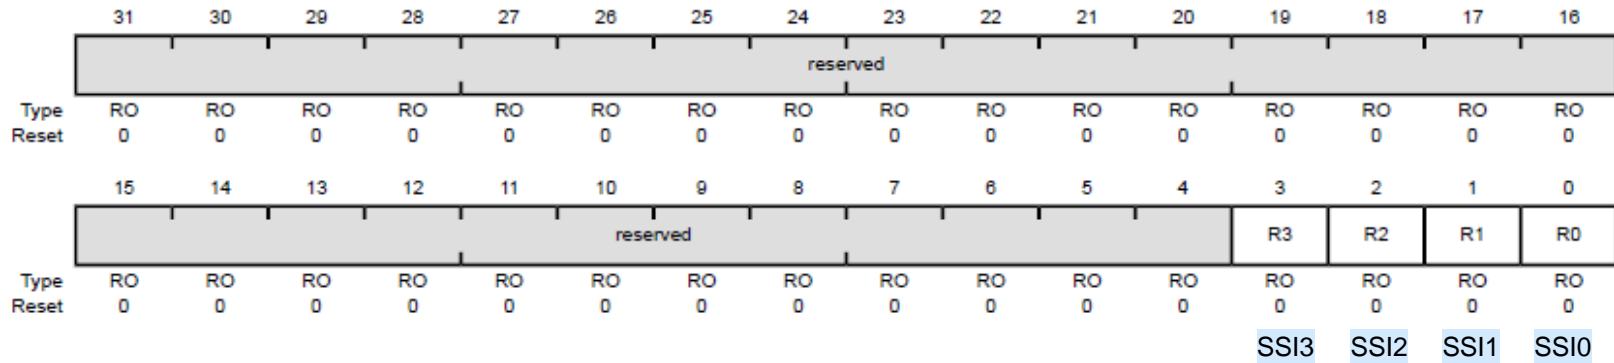 31 30 29 28 27 26 25 24 23 22 21 20 19 18 17 16
reserved
Type RO RO RO RO RO RO RO RO RO RO RO RO RO RO RO RO
Reset 0 0 0 0 0 0 0 0 0 0 0 0 0 0 0 0
15 14 13 12 11 10 9 8 7 6 5 4 3 2 1 0
reserved R3 R2 R1 R0
Type RO RO RO RO RO RO RO RO RO RO RO RO RO RO RO RO
Reset 0 0 0 0 0 0 0 0 0 0 0 0 0 0 0 0
SSI3 SSI2 SSI1 SSI0